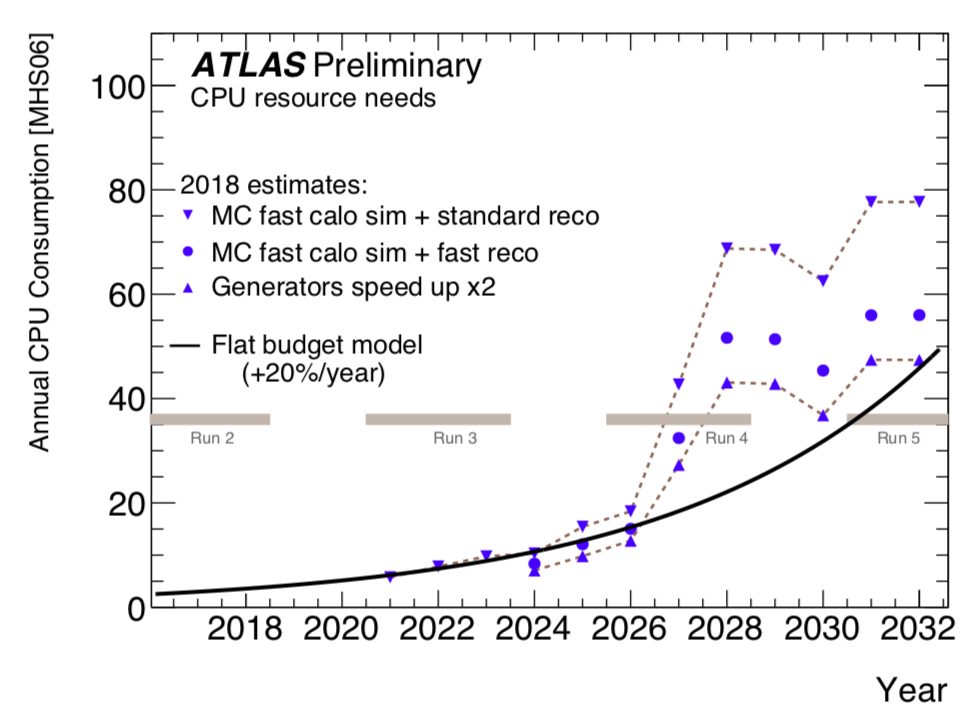 Annual CPU Consumption [MHS06]
ATLAS Preliminary
CPU resource needs
2018 estimates:
MC fast calo sim + standard reco
MC fast calo sim + fast reco
Generators speed up x2
Flat budget model
(+20%/year)
100
80
60
40
20
0
Run 2
Run 3
Run 4
Run 5
2018 2020 2022 2024 2026 2028 2030 2032
Year